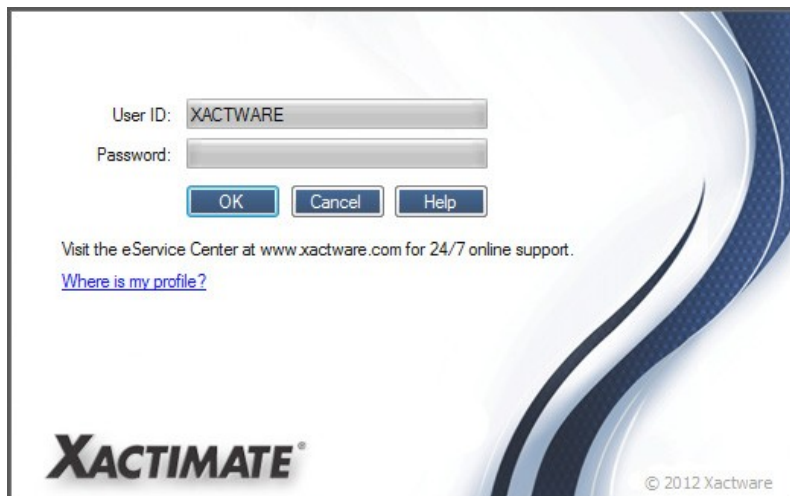 User ID: XACTWARE
Password:
OK Cancel Help
Visit the eService Center at www.xactware.com for 24/7 online support.
Where is my profile?
XACTIMATE®
© 2012 Xactware